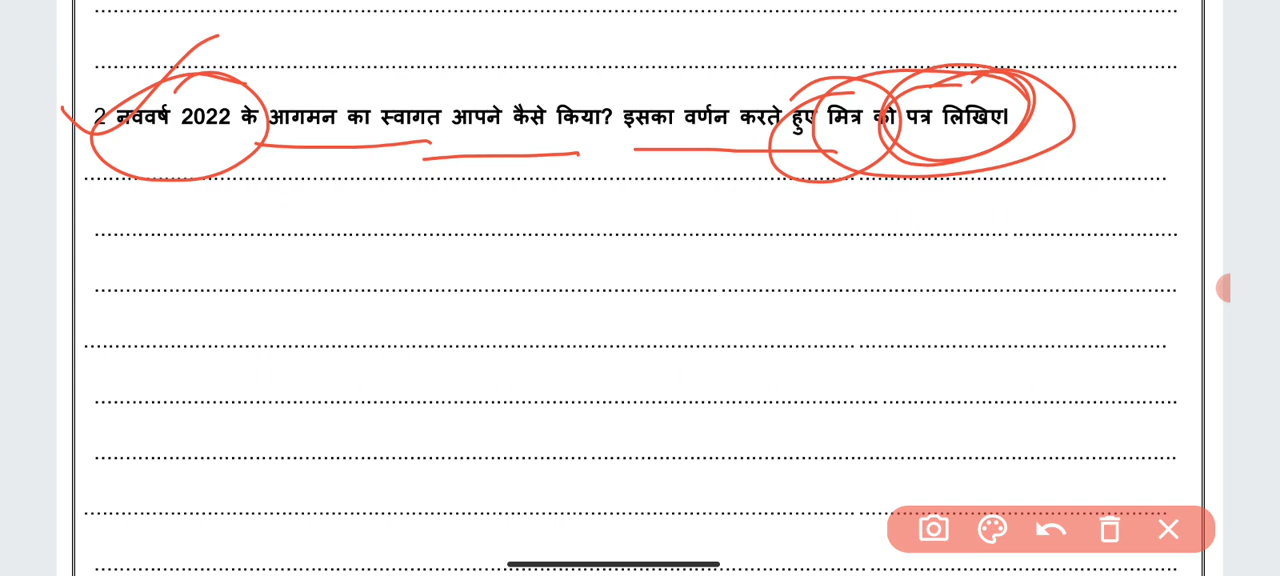 2 नववर्ष 2022 के आगमन का स्वागत आपने कैसे किया? इसका वर्णन करते हुए मित्र को पत्र लिखिए।